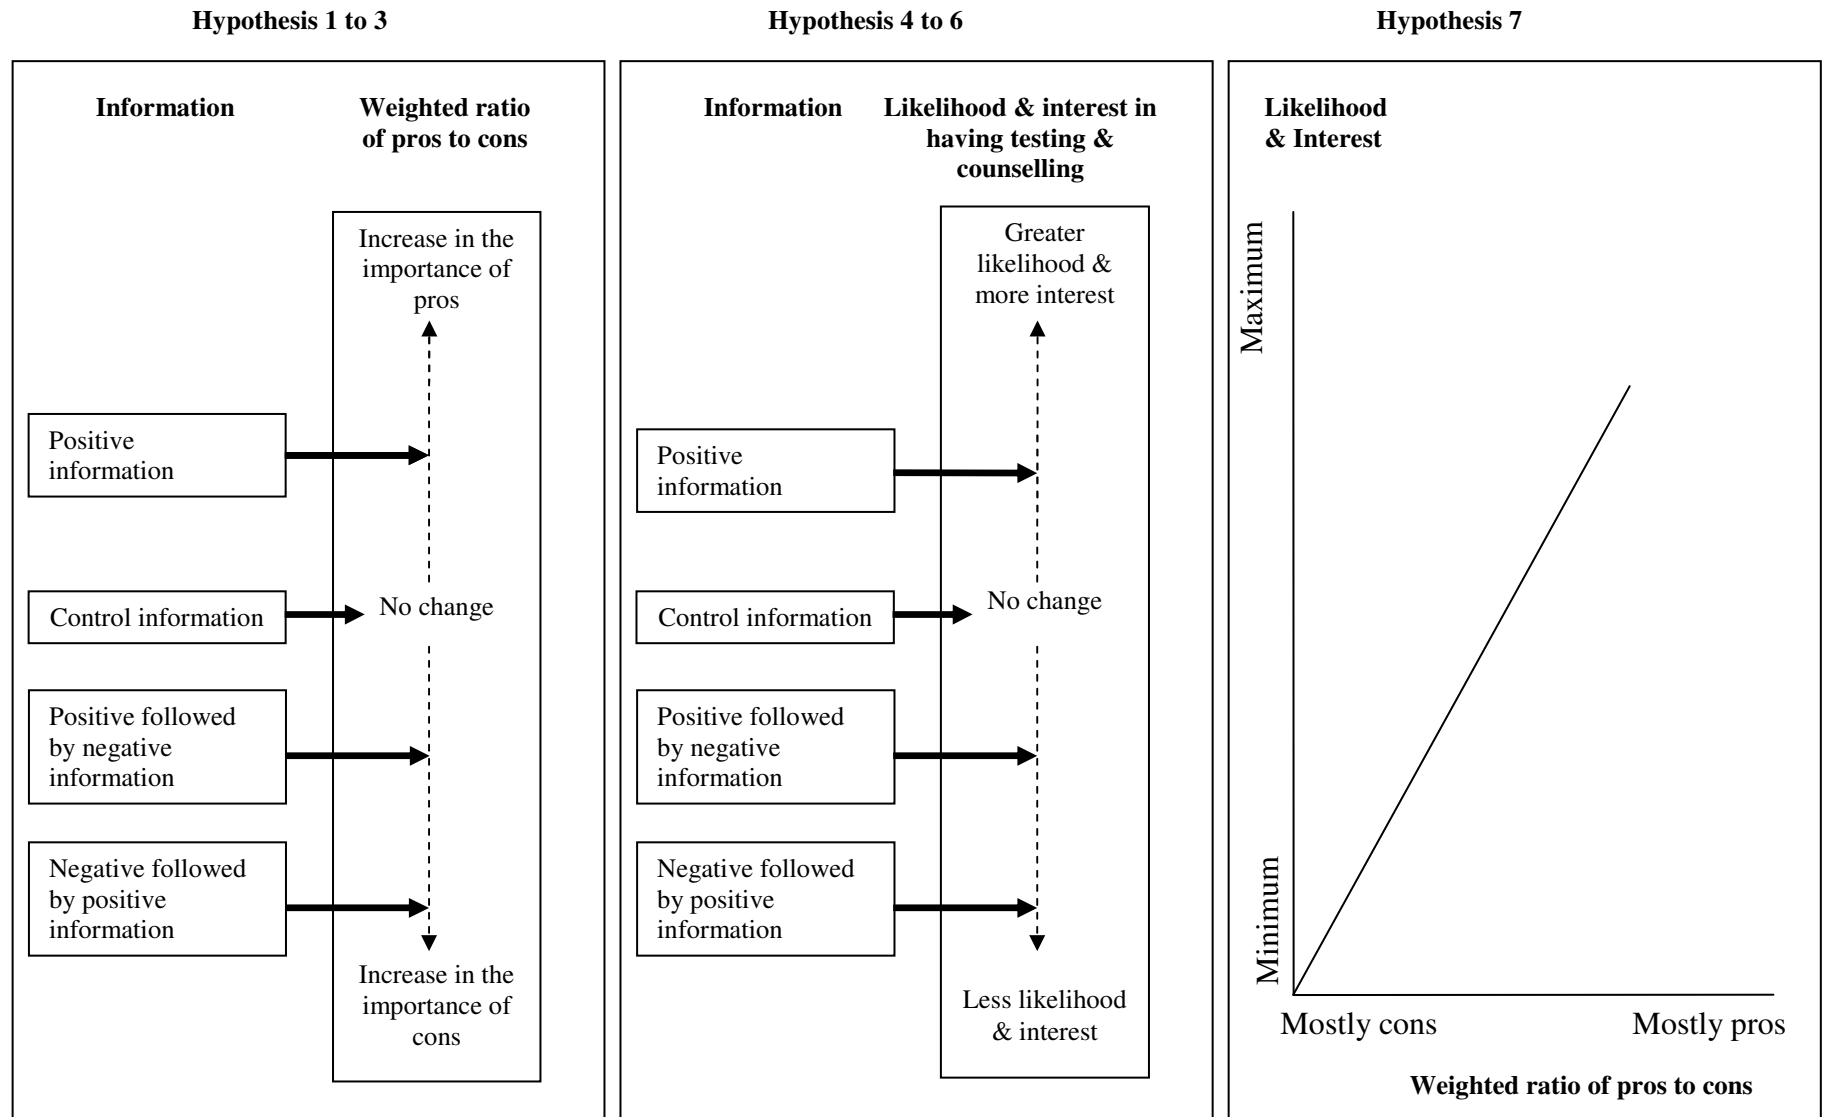 Hypothesis 1 to 3
Information
Weighted ratio
of pros to cons
Increase in the
importance of
pros
Positive
information
Control information
No change
Positive followed
by negative
information
Negative followed
by positive
information
Increase in the
importance of
cons
Hypothesis 4 to 6
Information
Likelihood & interest in
having testing &
counselling
Greater
likelihood &
more interest
Positive
information
Control information
No change
Positive followed
by negative
information
Negative followed
by positive
information
Less likelihood
& interest
Hypothesis 7
Likelihood
& Interest
Maximum
Minimum
Mostly cons
Mostly pros
Weighted ratio of pros to cons